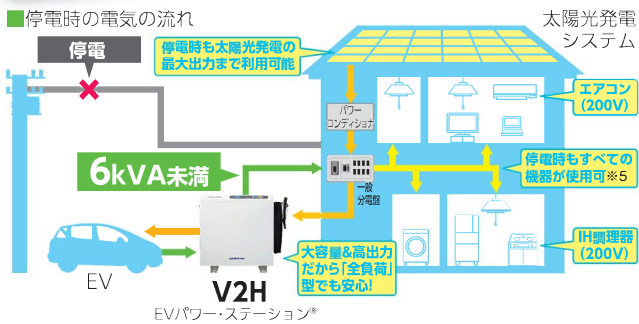 ■停電時の電気の流れ
太陽光発電
システム
停電
停電時も太陽光発電の
最大出力まで利用可能
パワー
コンディショナ
エアコン
（200V）
6kVA未満
停電時もすべての
機器が使用可※5
一般
分電盤
大容量&高出力
だから「全負荷」
型でも安心!
IH調理器
（200V）
EV
V2H
EVパワー・ステーション®